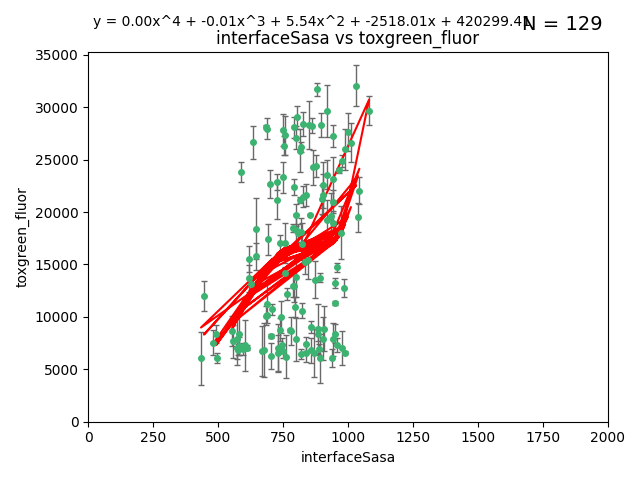 y = 0.00x^4 + -0.01x^3 + 5.54x^2 + -2518.01x + 420299.41
N = 129
interfaceSasa vs toxgreen_fluor
35000
30000
25000
20000
15000
10000
5000
0
toxgreen_fluor
0 250 500 750 1000 1250 1500 1750 2000
interfaceSasa